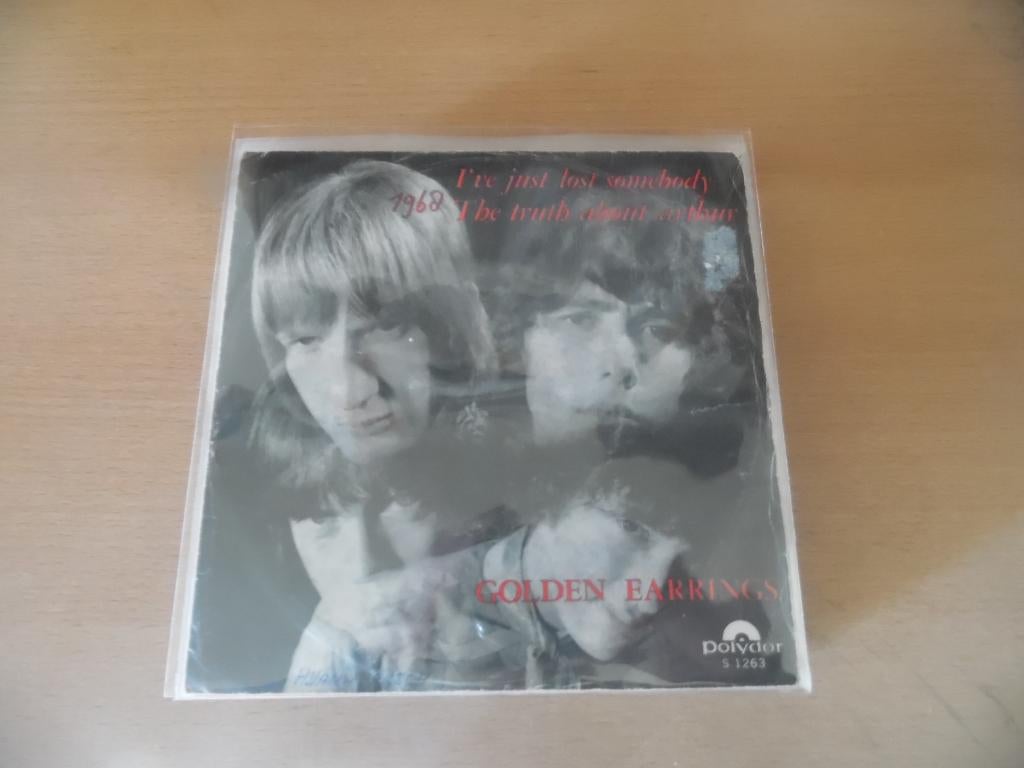 I've just lost somebody
1968 The truth about arthur
GOLDEN EARRINGS
polydor
S 1263